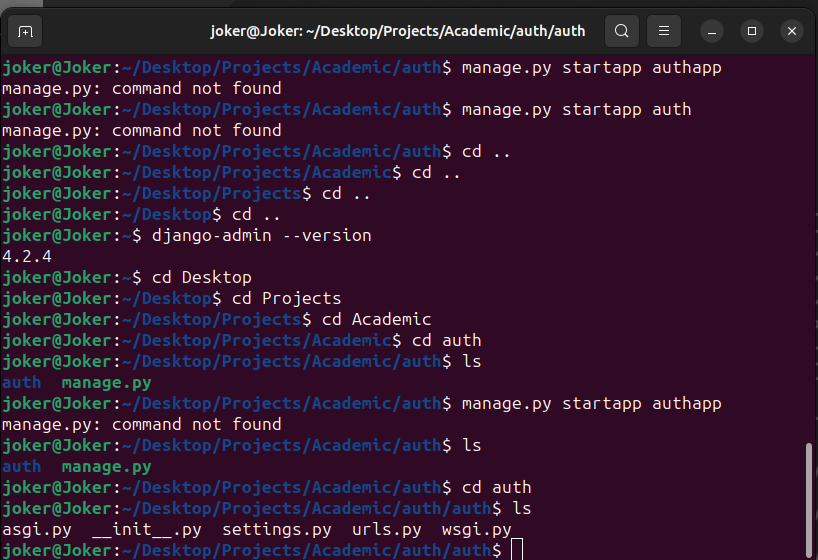 joker@Joker: ~/Desktop/Projects/Academic/auth/auth
joker@Joker:~/Desktop/Projects/Academic/auth$ manage.py startapp authapp
manage.py: command not found
joker@Joker:~/Desktop/Projects/Academic/auth$ manage.py startapp auth
manage.py: command not found
joker@Joker:~/Desktop/Projects/Academic/auth$ cd ..
joker@Joker:~/Desktop/Projects/Academic$ cd ..
joker@Joker:~/Desktop/Projects$ cd ..
joker@Joker:~/Desktop$ cd ..
joker@Joker:~$ django-admin --version
4.2.4
joker@Joker:~$ cd Desktop
joker@Joker:~/Desktop$ cd Projects
joker@Joker:~/Desktop/Projects$ cd Academic
joker@Joker:~/Desktop/Projects/Academic$ cd auth
joker@Joker:~/Desktop/Projects/Academic/auth$ ls
auth  manage.py
joker@Joker:~/Desktop/Projects/Academic/auth$ manage.py startapp authapp
manage.py: command not found
joker@Joker:~/Desktop/Projects/Academic/auth$ ls
auth  manage.py
joker@Joker:~/Desktop/Projects/Academic/auth$ cd auth
joker@Joker:~/Desktop/Projects/Academic/auth/auth$ ls
asgi.py  __init__.py  settings.py  urls.py  wsgi.py
joker@Joker:~/Desktop/Projects/Academic/auth/auth$